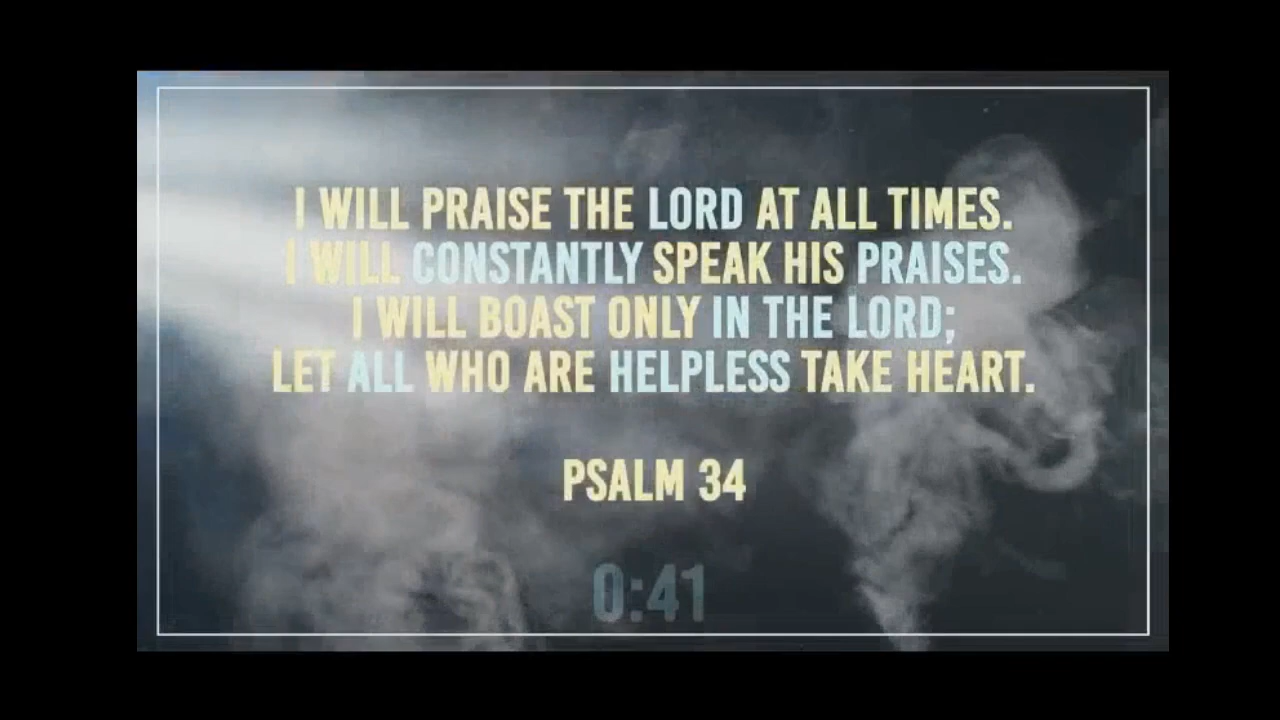 I WILL PRAISE THE LORD AT ALL TIMES.
I WILL CONSTANTLY SPEAK HIS PRAISES.
I WILL BOAST ONLY IN THE LORD;
LET ALL WHO ARE HELPLESS TAKE HEART.
PSALM 34
0:41